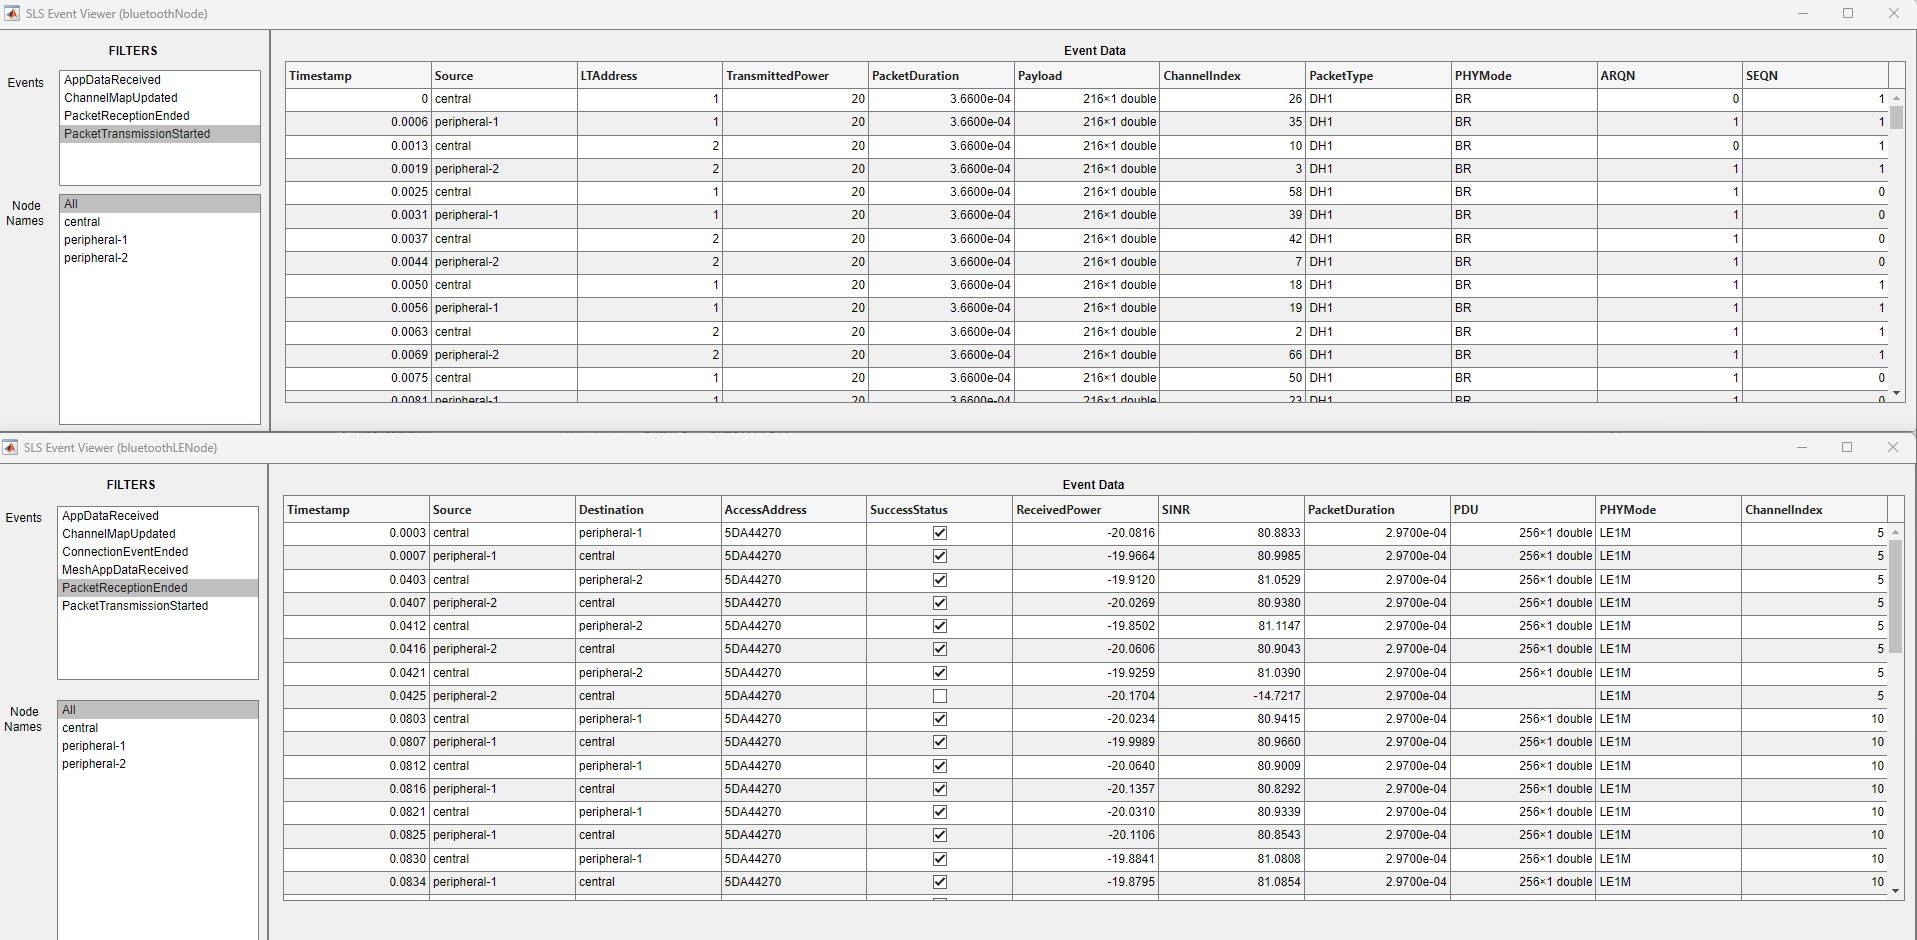 SLS Event Viewer (bluetoothNode)
FILTERS
Events
AppDataReceived
ChannelMapUpdated
PacketReceptionEnded
PacketTransmissionStarted
Node
Names
All
central
peripheral-1
peripheral-2
Event Data
Timestamp Source LTAddress TransmittedPower PacketDuration Payload ChannelIndex PacketType PHYMode ARQN SEQN
0 central 1 20 3.6600e-04 216×1 double 26 DH1 BR 0 1
0.0006 peripheral-1 1 20 3.6600e-04 216×1 double 35 DH1 BR 1 1
0.0013 central 2 20 3.6600e-04 216×1 double 10 DH1 BR 0 1
0.0019 peripheral-2 2 20 3.6600e-04 216×1 double 3 DH1 BR 1 1
0.0025 central 1 20 3.6600e-04 216×1 double 58 DH1 BR 1 0
0.0031 peripheral-1 1 20 3.6600e-04 216×1 double 39 DH1 BR 1 0
0.0037 central 2 20 3.6600e-04 216×1 double 42 DH1 BR 1 0
0.0044 peripheral-2 2 20 3.6600e-04 216×1 double 7 DH1 BR 1 0
0.0050 central 1 20 3.6600e-04 216×1 double 18 DH1 BR 1 1
0.0056 peripheral-1 1 20 3.6600e-04 216×1 double 19 DH1 BR 1 1
0.0063 central 2 20 3.6600e-04 216×1 double 2 DH1 BR 1 1
0.0069 peripheral-2 2 20 3.6600e-04 216×1 double 66 DH1 BR 1 1
0.0075 central 1 20 3.6600e-04 216×1 double 50 DH1 BR 1 0
0.0081 peripheral-1 1 20 3.6600e-04 216×1 double 23 DH1 BR 1 0
SLS Event Viewer (bluetoothLENode)
FILTERS
Events
AppDataReceived
ChannelMapUpdated
ConnectionEventEnded
MeshAppDataReceived
PacketReceptionEnded
PacketTransmissionStarted
Node
Names
All
central
peripheral-1
peripheral-2
Event Data
Timestamp Source Destination AccessAddress SuccessStatus ReceivedPower SINR PacketDuration PDU PHYMode ChannelIndex
0.0003 central peripheral-1 5DA44270 -20.0816 80.8833 2.9700e-04 256×1 double LE1M 5
0.0007 peripheral-1 central 5DA44270 -19.9664 80.9985 2.9700e-04 256×1 double LE1M 5
0.0403 central peripheral-2 5DA44270 -19.9120 81.0529 2.9700e-04 256×1 double LE1M 5
0.0407 peripheral-2 central 5DA44270 -20.0269 80.9380 2.9700e-04 256×1 double LE1M 5
0.0412 central peripheral-2 5DA44270 -19.8502 81.1147 2.9700e-04 256×1 double LE1M 5
0.0416 peripheral-2 central 5DA44270 -20.0606 80.9043 2.9700e-04 256×1 double LE1M 5
0.0421 central peripheral-2 5DA44270 -19.9259 81.0390 2.9700e-04 256×1 double LE1M 5
0.0425 peripheral-2 central 5DA44270 -20.1704 -14.7217 2.9700e-04 LE1M 5
0.0803 central peripheral-1 5DA44270 -20.0234 80.9415 2.9700e-04 256×1 double LE1M 10
0.0807 peripheral-1 central 5DA44270 -19.9989 80.9660 2.9700e-04 256×1 double LE1M 10
0.0812 central peripheral-1 5DA44270 -20.0640 80.9009 2.9700e-04 256×1 double LE1M 10
0.0816 peripheral-1 central 5DA44270 -20.1357 80.8292 2.9700e-04 256×1 double LE1M 10
0.0821 central peripheral-1 5DA44270 -20.0310 80.9339 2.9700e-04 256×1 double LE1M 10
0.0825 peripheral-1 central 5DA44270 -20.1106 80.8543 2.9700e-04 256×1 double LE1M 10
0.0830 central peripheral-1 5DA44270 -19.8841 81.0808 2.9700e-04 256×1 double LE1M 10
0.0834 peripheral-1 central 5DA44270 -19.8795 81.0854 2.9700e-04 256×1 double LE1M 10